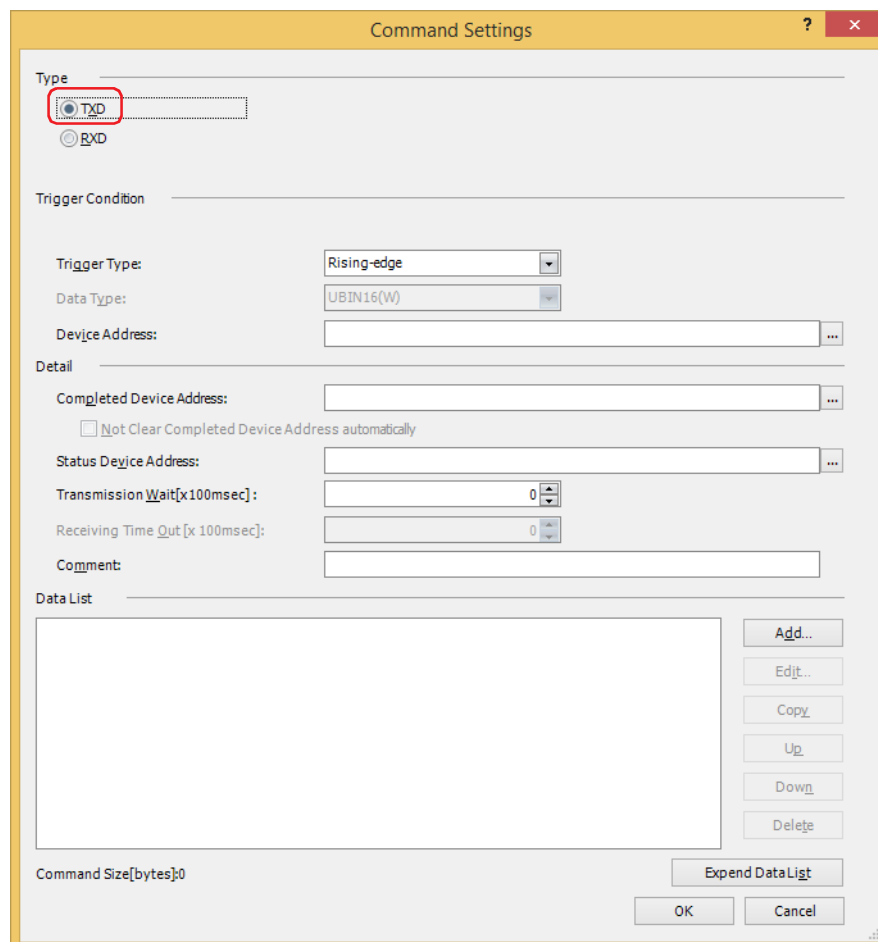 Command Settings
? ×
Type
TXD
RXD
Trigger Condition
Trigger Type: Rising-edge
Data Type: UBIN16(W)
Device Address: ...
Detail
Completed Device Address: ...
Not Clear Completed Device Address automatically
Status Device Address: ...
Transmission Wait[x100msec] : 0
Receiving Time Out [x 100msec]: 0
Comment:
Data List
Add...
Edit...
Copy
Up
Down
Delete
Command Size[bytes]:0
Expend Data List
OK Cancel